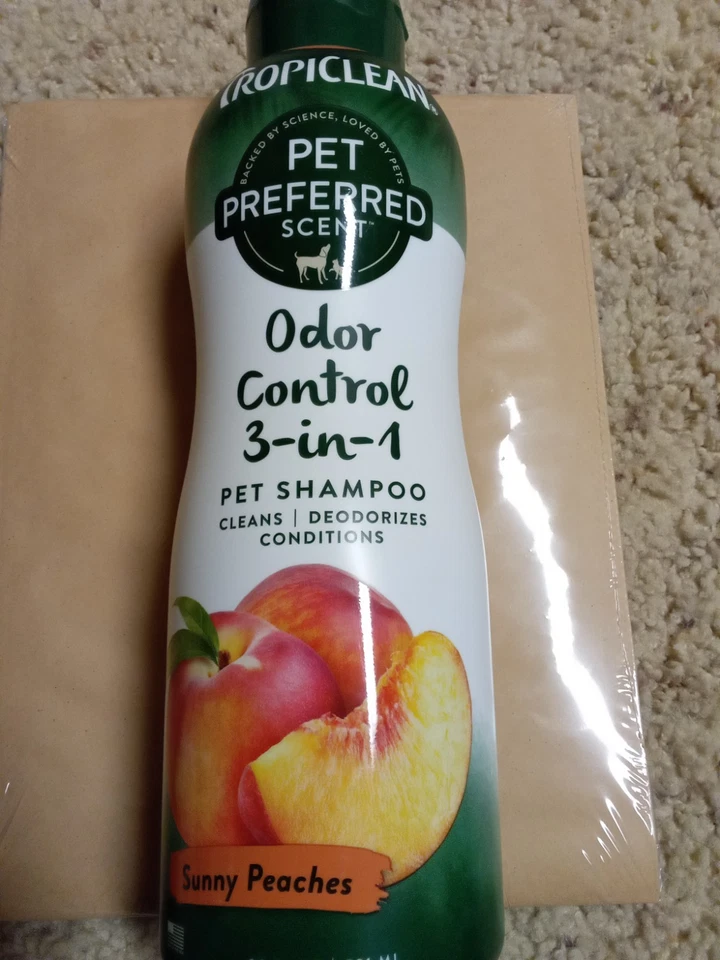 TROPICLEAN®
BACKED BY SCIENCE, LOVED BY PETS
PET
PREFERRED
SCENT™
Odor
Control
3-in-1
PET SHAMPOO
CLEANS | DEODORIZES
CONDITIONS
Sunny Peaches